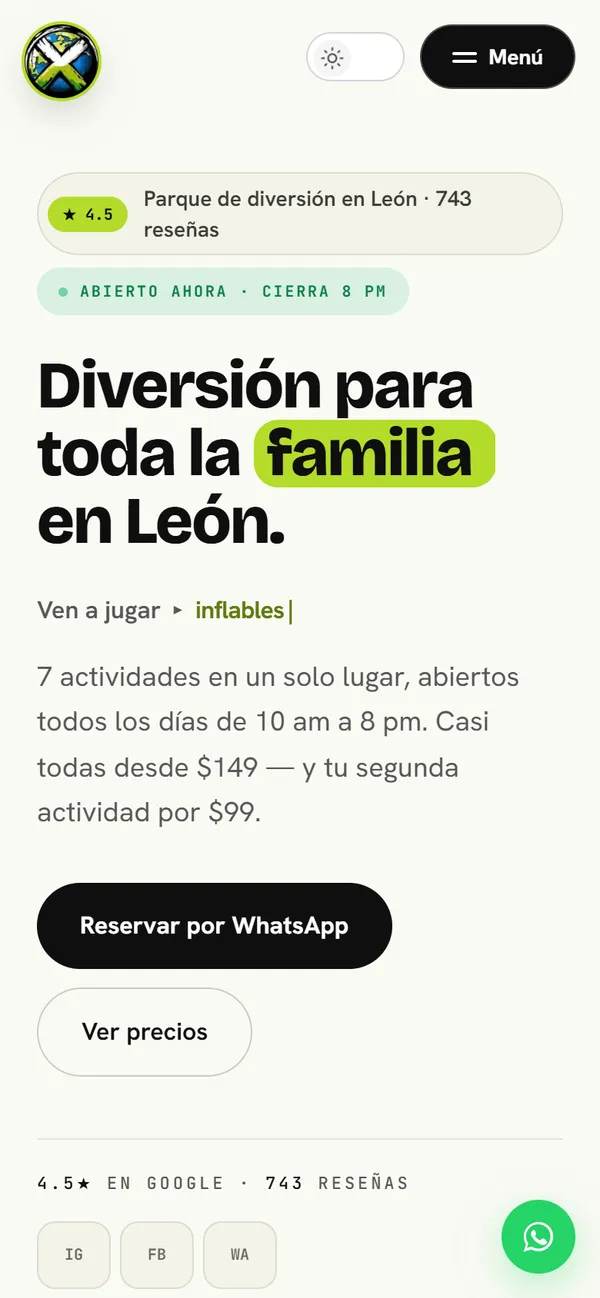 Menú
★ 4.5
Parque de diversión en León · 743
reseñas
ABIERTO AHORA · CIERRA 8 PM
Diversión para
toda la familia
en León.
Ven a jugar ▸ inflables
7 actividades en un solo lugar, abiertos
todos los días de 10 am a 8 pm. Casi
todas desde $149 — y tu segunda
actividad por $99.
Reservar por WhatsApp
Ver precios
4.5★ EN GOOGLE · 743 RESEÑAS
IG FB WA